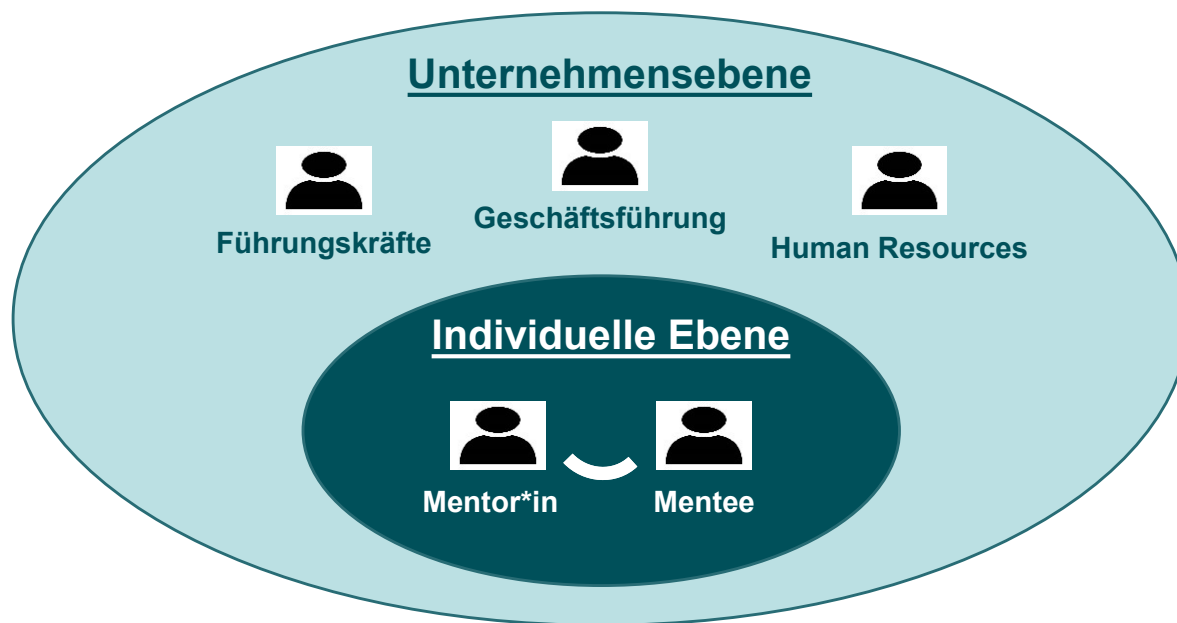 Unternehmensebene
Führungskräfte
Geschäftsführung
Human Resources
Individuelle Ebene
Mentor*in
Mentee